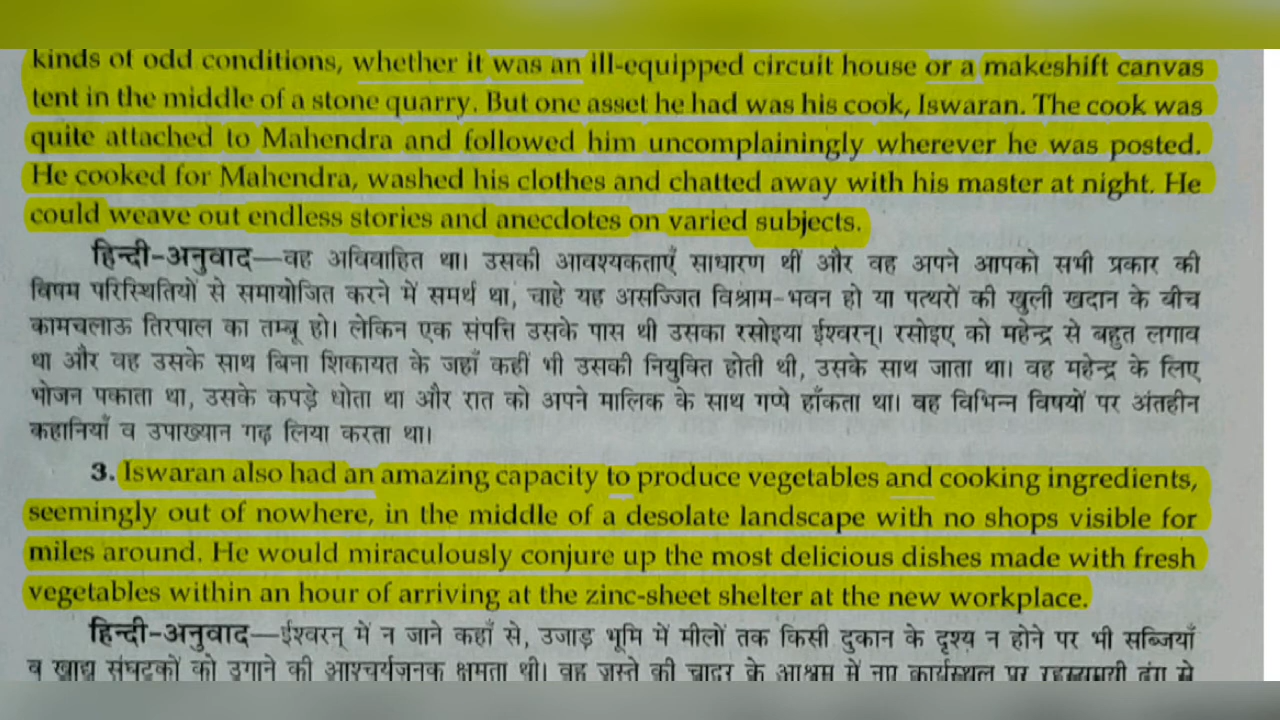 kinds of odd conditions, whether it was an ill-equipped circuit house or a makeshift canvas
tent in the middle of a stone quarry. But one asset he had was his cook, Iswaran. The cook was
quite attached to Mahendra and followed him uncomplainingly wherever he was posted.
He cooked for Mahendra, washed his clothes and chatted away with his master at night. He
could weave out endless stories and anecdotes on varied subjects.
हिन्दी-अनुवाद—वह अविवाहित था। उसकी आवश्यकताएँ साधारण थीं और वह अपने आपको सभी प्रकार की
विषम परिस्थितियों से समायोजित करने में समर्थ था, चाहे यह असज्जित विश्राम-भवन हो या पत्थरों की खुली खदान के बीच
कामचलाऊ तिरपाल का तम्बू हो। लेकिन एक संपत्ति उसके पास थी उसका रसोइया ईश्वरन्। रसोइए को महेन्द्र से बहुत लगाव
था और वह उसके साथ बिना शिकायत के जहाँ कहीं भी उसकी नियुक्ति होती थी, उसके साथ जाता था। वह महेन्द्र के लिए
भोजन पकाता था, उसके कपड़े धोता था और रात को अपने मालिक के साथ गप्पे हाँकता था। वह विभिन्न विषयों पर अंतहीन
कहानियाँ व उपाख्यान गढ़ लिया करता था।
3. Iswaran also had an amazing capacity to produce vegetables and cooking ingredients,
seemingly out of nowhere, in the middle of a desolate landscape with no shops visible for
miles around. He would miraculously conjure up the most delicious dishes made with fresh
vegetables within an hour of arriving at the zinc-sheet shelter at the new workplace.
हिन्दी-अनुवाद—ईश्वरन् में न जाने कहाँ से, उजाड़ भूमि में मीलों तक किसी दुकान के दृश्य न होने पर भी सब्जियाँ
व खाद्य संघटकों को उगाने की आश्चर्यजनक क्षमता थी। वह जस्ते की चादर के आश्रम में नए कार्यस्थल पर रहस्यमयी ढंग से